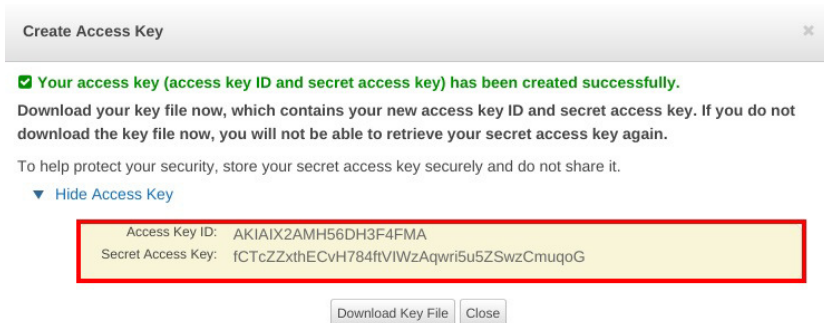 Create Access Key
Your access key (access key ID and secret access key) has been created successfully.
Download your key file now, which contains your new access key ID and secret access key. If you do not
download the key file now, you will not be able to retrieve your secret access key again.
To help protect your security, store your secret access key securely and do not share it.
Hide Access Key
Access Key ID: AKIAIX2AMH56DH3F4FMA
Secret Access Key: fCTcZZxthECvH784ftVIWzAqwri5u5ZSwzCmuqoG
Download Key File Close